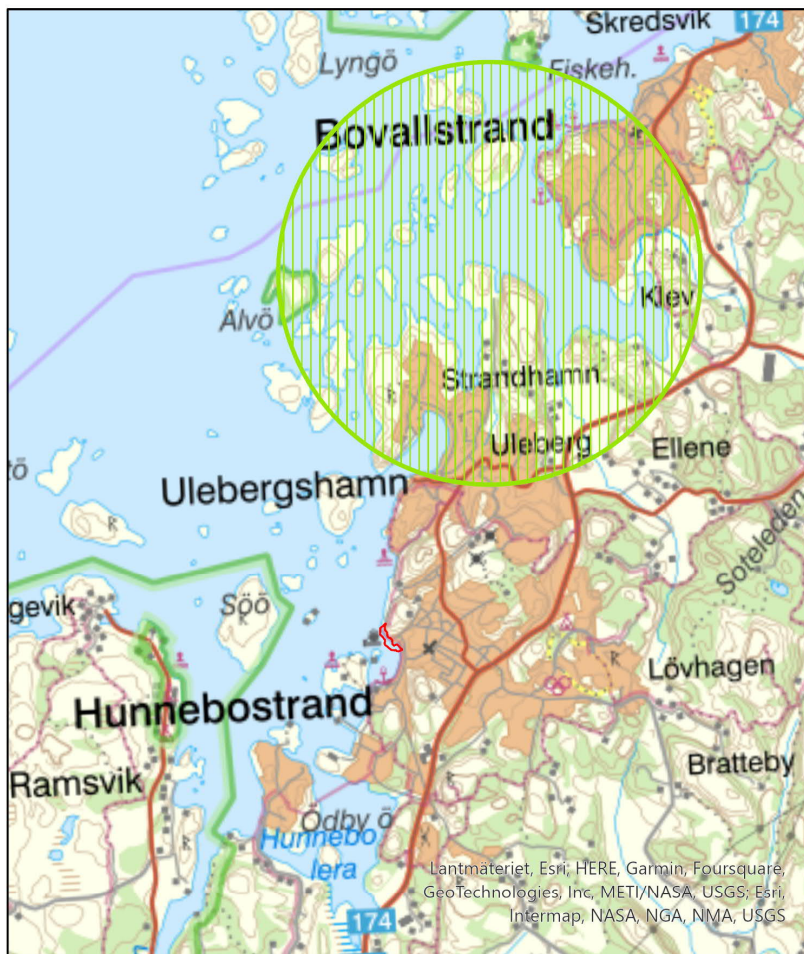 Skredsvik
174
Lyngö
Fiskeh.
Bovallstrand
Klev
Alvö
Strandhamn
Uleberg
Ellene
Ulebergshamn
tö
R
Soteleden
gevik
Söö
R
R
Lövhagen
Hunnebostrand
Bratteby
Ramsvik
Ödby ö
Hunnebo
lera
Lantmäteriet, Esri, HERE, Garmin, Foursquare,
GeoTechnologies, Inc, METI/NASA, USGS; Esri,
Intermap, NASA, NGA, NMA, USGS
174